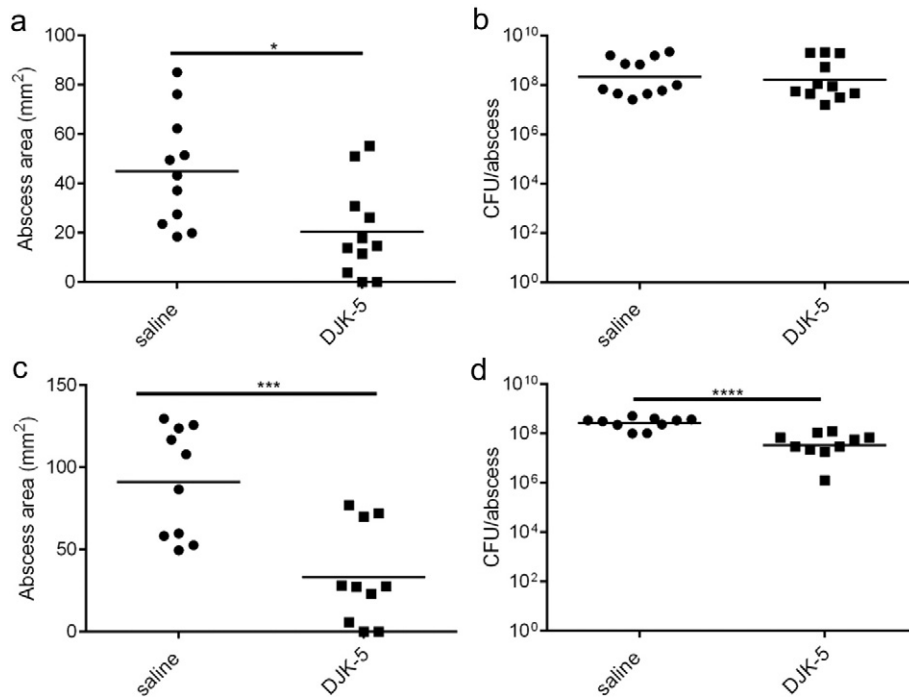 a
Abscess area (mm²)
100
80
60
40
20
0
*
saline
DJK-5
b
CFU/abscess
10¹⁰
10⁸
10⁶
10⁴
10²
10⁰
saline
DJK-5
c
Abscess area (mm²)
150
100
50
0
***
saline
DJK-5
d
CFU/abscess
10¹⁰
10⁸
10⁶
10⁴
10²
10⁰
****
saline
DJK-5